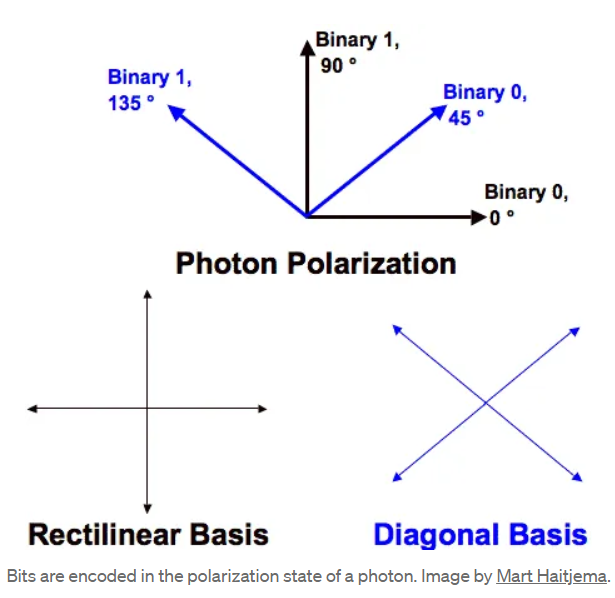 Binary 1,
90 °
Binary 1,
135 °
Binary 0,
45 °
Binary 0,
0 °
Photon Polarization
Rectilinear Basis
Diagonal Basis
Bits are encoded in the polarization state of a photon. Image by Mart Haitjema.